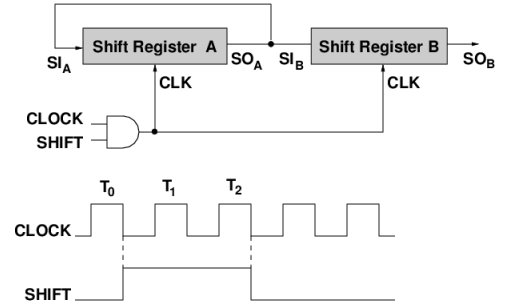 Shift Register A
Shift Register B
SI_A
SO_A
SI_B
SO_B
CLK
CLK
CLOCK
SHIFT
T_0
T_1
T_2
CLOCK
SHIFT